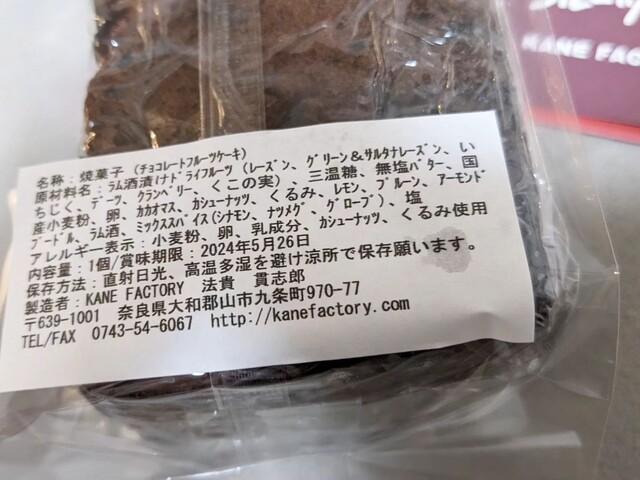 KANE FAC
名称：焼菓子（チョコレートフルーツケーキ）
原材料名：ラム酒漬けドライフルーツ（レーズン、グリーン&サルタナレーズン、い
ちじく、デーツ、クランベリー、くこの実）、三温糖、無塩バター、国
産小麦粉、卵、カカオマス、カシューナッツ、くるみ、レモン、プルーン、アーモンド
プードル、ラム酒、ミックススパイス(シナモン、ナツメグ、グローブ)、塩
アレルギー表示：小麦粉、卵、乳成分、カシューナッツ、くるみ使用
内容量：1個/賞味期限：2024年5月26日
保存方法：直射日光、高温多湿を避け涼所で保存願います。
製造者：KANE FACTORY 法貴 貫志郎
〒639-1001 奈良県大和郡山市九条町970-77
TEL/FAX 0743-54-6067 http://kanefactory.com